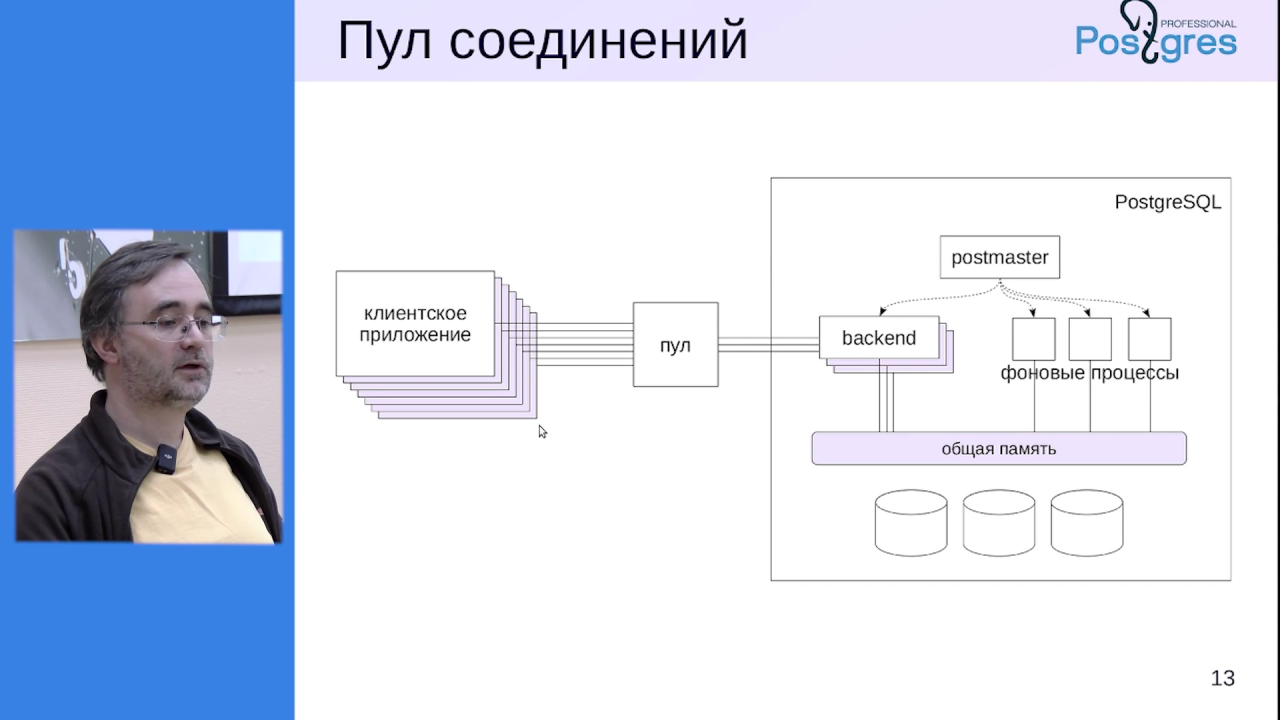 Пул соединений
PROFESSIONAL
Postgres
PostgreSQL
postmaster
клиентское
приложение
пул
backend
фоновые процессы
общая память
13